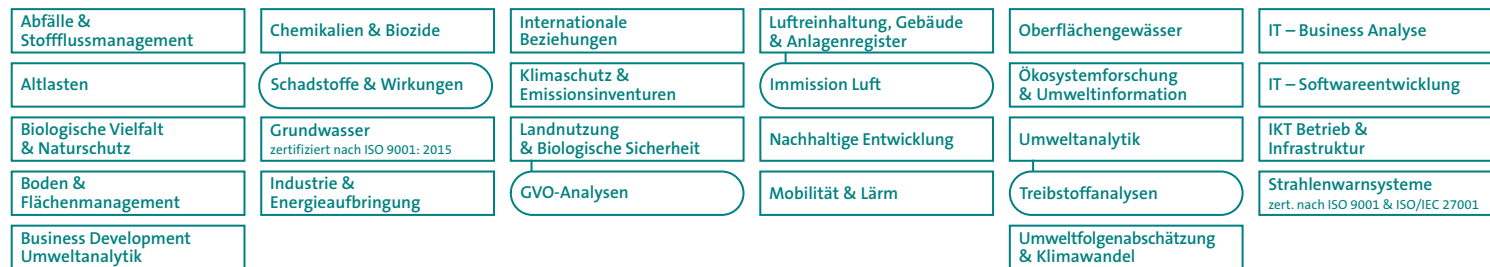 Abfälle &
Stoffflussmanagement
Altlasten
Biologische Vielfalt
& Naturschutz
Boden &
Flächenmanagement
Business Development
Umweltanalytik
Chemikalien & Biozide
Schadstoffe & Wirkungen
Grundwasser
zertifiziert nach ISO 9001: 2015
Industrie &
Energieaufbringung
Internationale
Beziehungen
Klimaschutz &
Emissionsinventuren
Landnutzung
& Biologische Sicherheit
GVO-Analysen
Luftreinhaltung, Gebäude
& Anlagenregister
Immission Luft
Nachhaltige Entwicklung
Mobilität & Lärm
Oberflächengewässer
Ökosystemforschung
& Umweltinformation
Umweltanalytik
Treibstoffanalysen
Umweltfolgenabschätzung
& Klimawandel
IT – Business Analyse
IT – Softwareentwicklung
IKT Betrieb &
Infrastruktur
Strahlenwarnsysteme
zert. nach ISO 9001 & ISO/IEC 27001